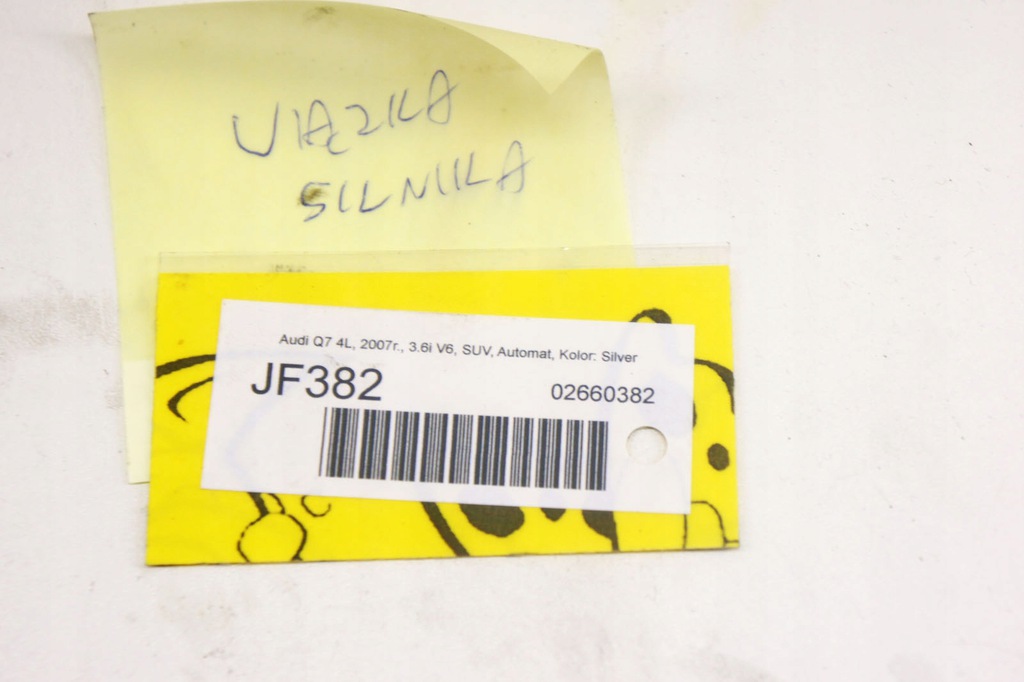 WIĄZKA
SILNIKA
Audi Q7 4L, 2007r., 3.6i V6, SUV, Automat, Kolor: Silver
JF382
02660382